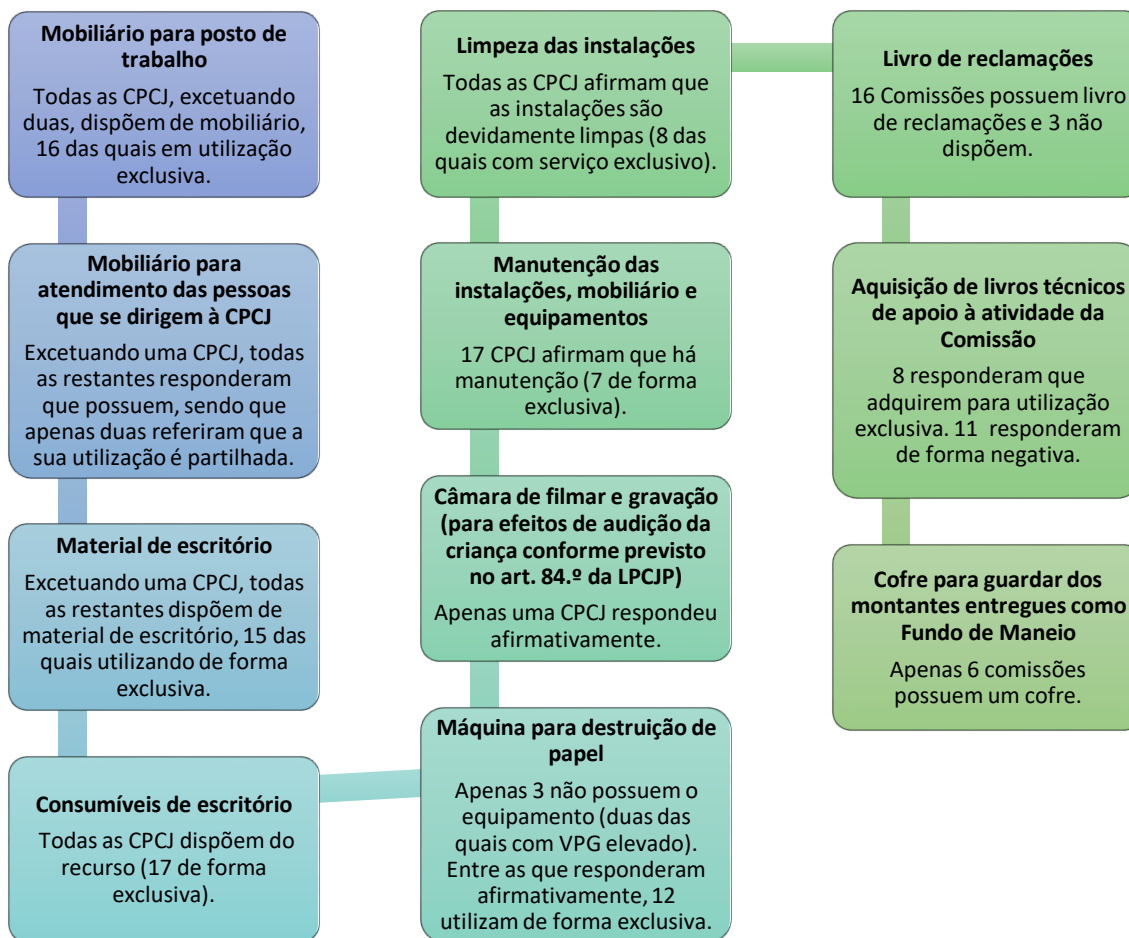 Mobiliário para posto de
trabalho
Todas as CPCJ, excetuando
duas, dispõem de mobiliário,
16 das quais em utilização
exclusiva.
Mobiliário para
atendimento das pessoas
que se dirigem à CPCJ
Excetuando uma CPCJ, todas
as restantes responderam
que possuem, sendo que
apenas duas referiram que a
sua utilização é partilhada.
Material de escritório
Excetuando uma CPCJ, todas
as restantes dispõem de
material de escritório, 15 das
quais utilizando de forma
exclusiva.
Consumíveis de escritório
Todas as CPCJ dispõem do
recurso (17 de forma
exclusiva).
Máquina para destruição de
papel
Apenas 3 não possuem o
equipamento (duas das
quais com VPG elevado).
Entre as que responderam
afirmativamente, 12
utilizam de forma exclusiva.
Câmara de filmar e gravação
(para efeitos de audição da
criança conforme previsto
no art. 84.º da LPCJP)
Apenas uma CPCJ respondeu
afirmativamente.
Manutenção das
instalações, mobiliário e
equipamentos
17 CPCJ afirmam que há
manutenção (7 de forma
exclusiva).
Limpeza das instalações
Todas as CPCJ afirmam que
as instalações são
devidamente limpas (8 das
quais com serviço exclusivo).
Livro de reclamações
16 Comissões possuem livro
de reclamações e 3 não
dispõem.
Aquisição de livros técnicos
de apoio à atividade da
Comissão
8 responderam que
adquirem para utilização
exclusiva. 11 responderam
de forma negativa.
Cofre para guardar dos
montantes entregues como
Fundo de Maneio
Apenas 6 comissões
possuem um cofre.